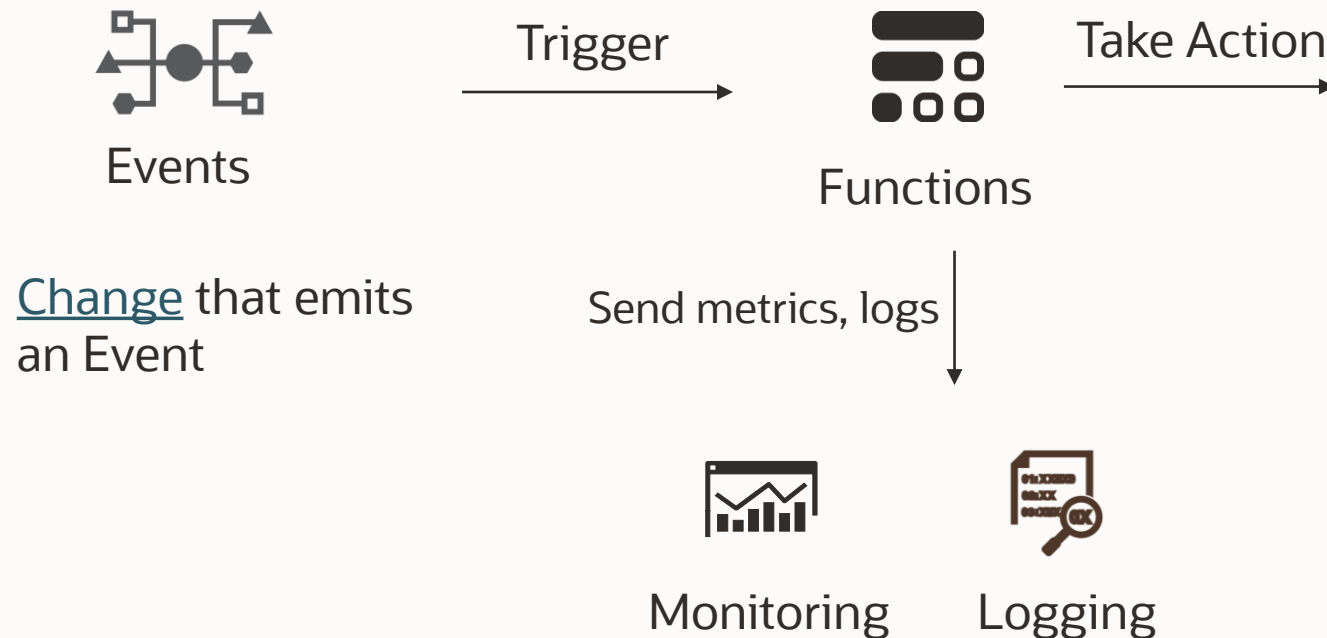 Trigger
Take Action
Events
Functions
Change that emits
an Event
Send metrics, logs
Monitoring
Logging